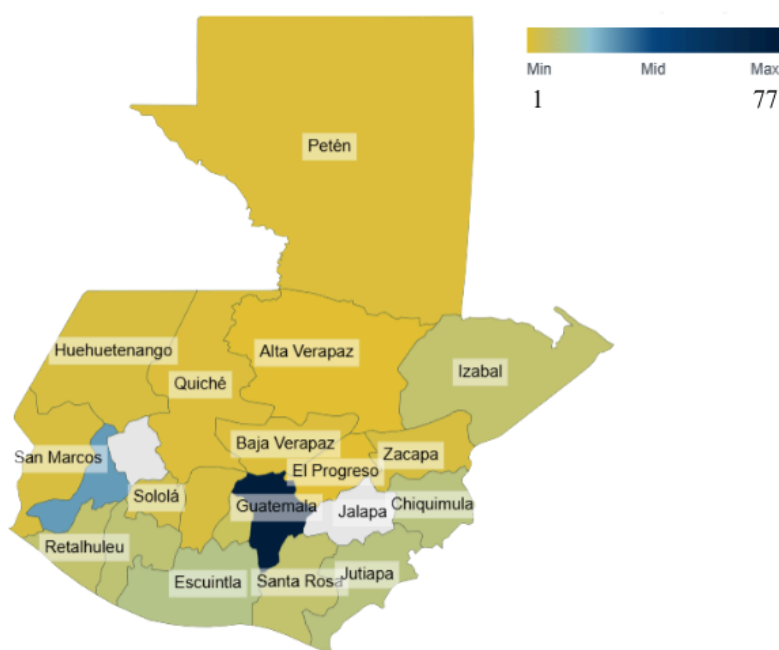 Min Mid Max
1 77
Petén
Huehuetenango
Alta Verapaz
Izabal
Quiché
Baja Verapaz
San Marcos
Zacapa
El Progreso
Sololá
Guatemala
Jalapa
Chiquimula
Retalhuleu
Escuintla
Santa Rosa
Jutiapa